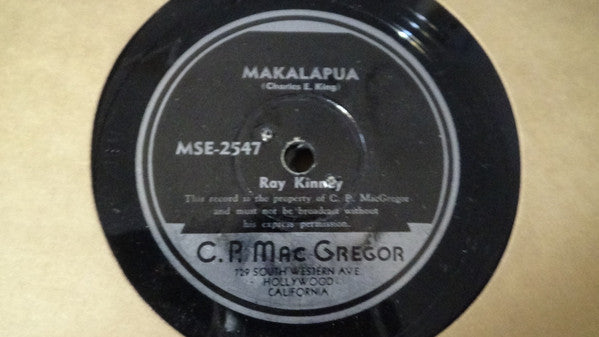 MAKALAPUA
(Charles E. King)
MSE-2547
Ray Kinney
This record is the property of C. P. MacGregor
and must not be broadcast without
his express permission.
C. P. MAC GREGOR
729 SOUTH WESTERN AVE.
HOLLYWOOD
CALIFORNIA